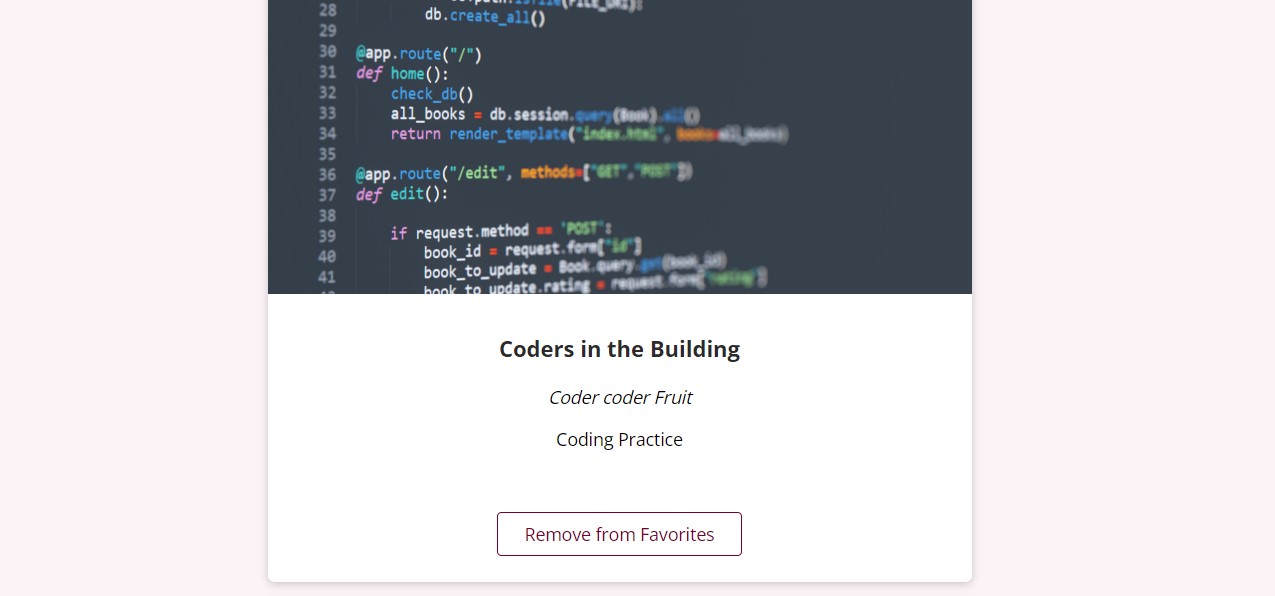 28
db.create_all()
29
30 @app.route("/")
31 def home():
32 check_db()
33 all_books = db.session.query(Book).all()
34 return render_template("index.html", books=all_books)
35
36 @app.route("/edit", methods=["GET","POST"])
37 def edit():
38
39 if request.method == 'POST':
40 book_id = request.form["id"]
41 book_to_update = Book.query.get(book_id)
book_to_update.rating = request.form["rating"]
Coders in the Building
Coder coder Fruit
Coding Practice
Remove from Favorites